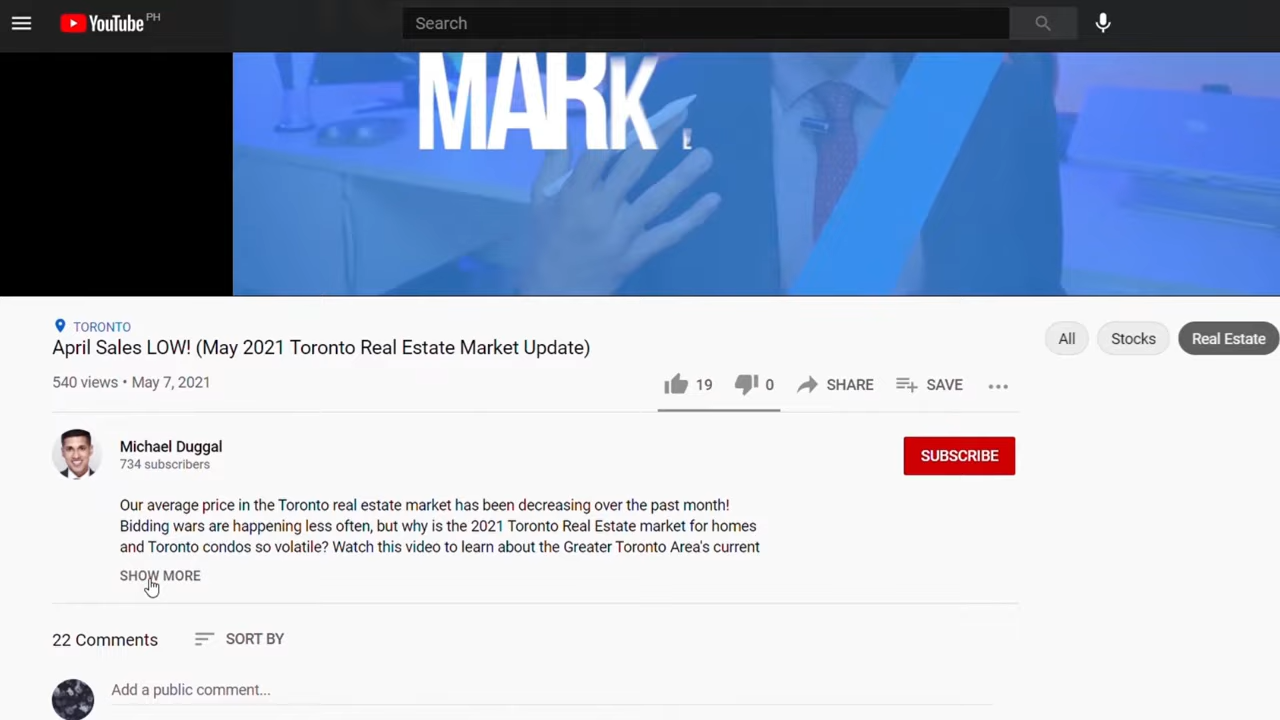 YouTube PH
Search
MARK
TORONTO
April Sales LOW! (May 2021 Toronto Real Estate Market Update)
All
Stocks
Real Estate
540 views • May 7, 2021
19
0
SHARE
SAVE
Michael Duggal
734 subscribers
SUBSCRIBE
Our average price in the Toronto real estate market has been decreasing over the past month!
Bidding wars are happening less often, but why is the 2021 Toronto Real Estate market for homes
and Toronto condos so volatile? Watch this video to learn about the Greater Toronto Area's current
SHOW MORE
22 Comments
SORT BY
Add a public comment...